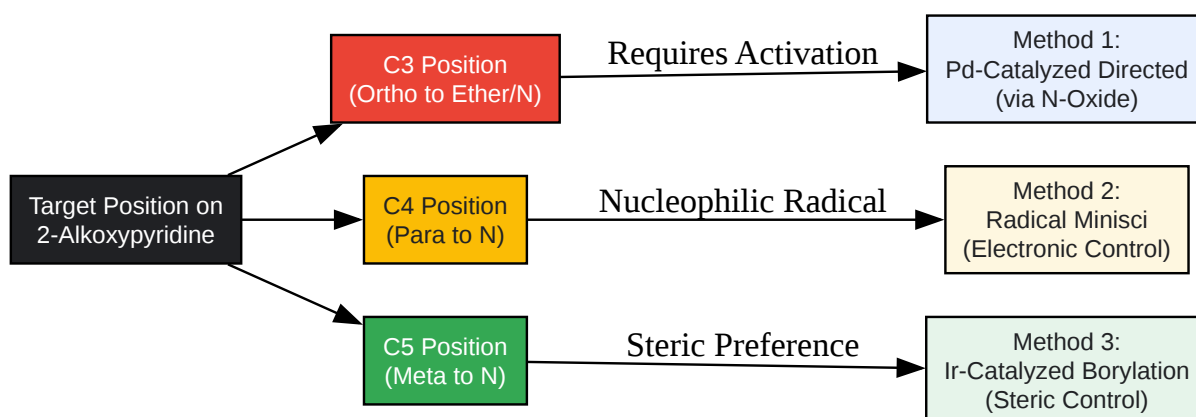 Target Position on
2-Alkoxypyridine
C3 Position
(Ortho to Ether/N)
Requires Activation
Method 1:
Pd-Catalyzed Directed
(via N-Oxide)
C4 Position
(Para to N)
Nucleophilic Radical
Method 2:
Radical Minisci
(Electronic Control)
C5 Position
(Meta to N)
Steric Preference
Method 3:
Ir-Catalyzed Borylation
(Steric Control)